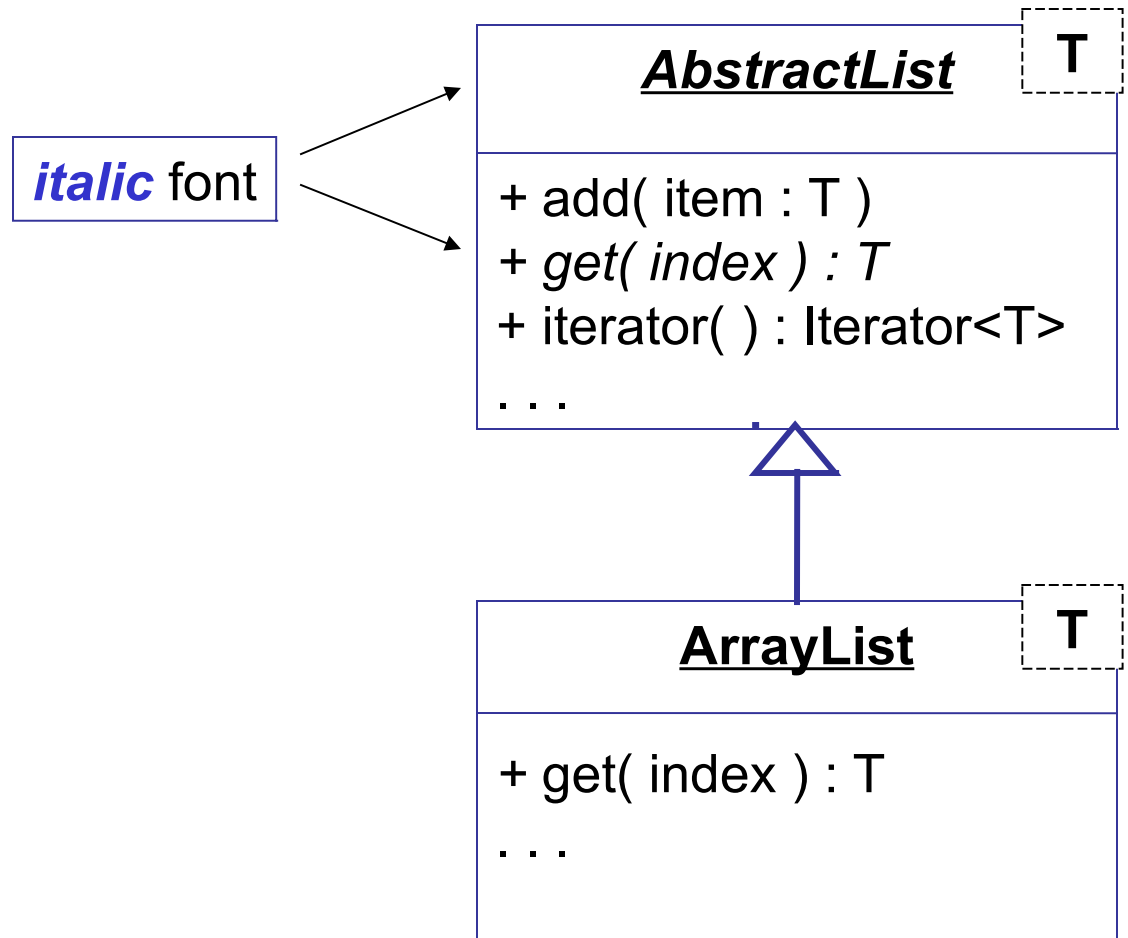 T
AbstractList
italic font
+ add( item : T )
+ get( index ) : T
+ iterator( ) : Iterator<T>
. . .
T
ArrayList
+ get( index ) : T
. . .